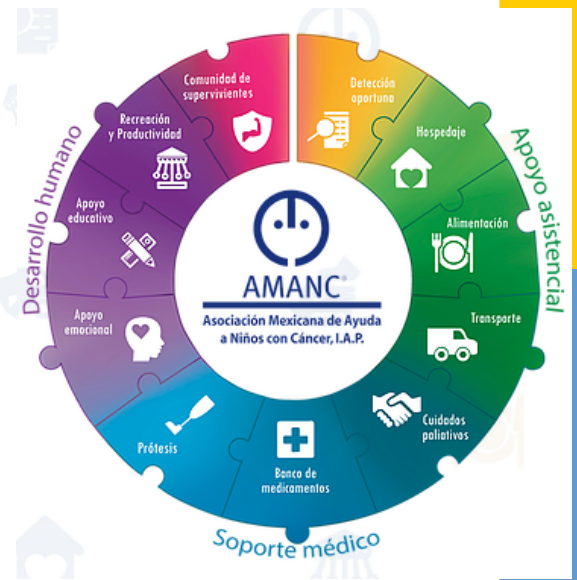 Comunidad de
supervivientes
Detección
oportuna
Recreación
y Productividad
Hospedaje
Apoyo
educativo
Alimentación
Apoyo
emocional
Transporte
Prótesis
Banco de
medicamentos
Cuidados
paliativos
AMANC®
Asociación Mexicana de Ayuda
a Niños con Cáncer, I.A.P.
Desarrollo humano
Apoyo asistencial
Soporte médico